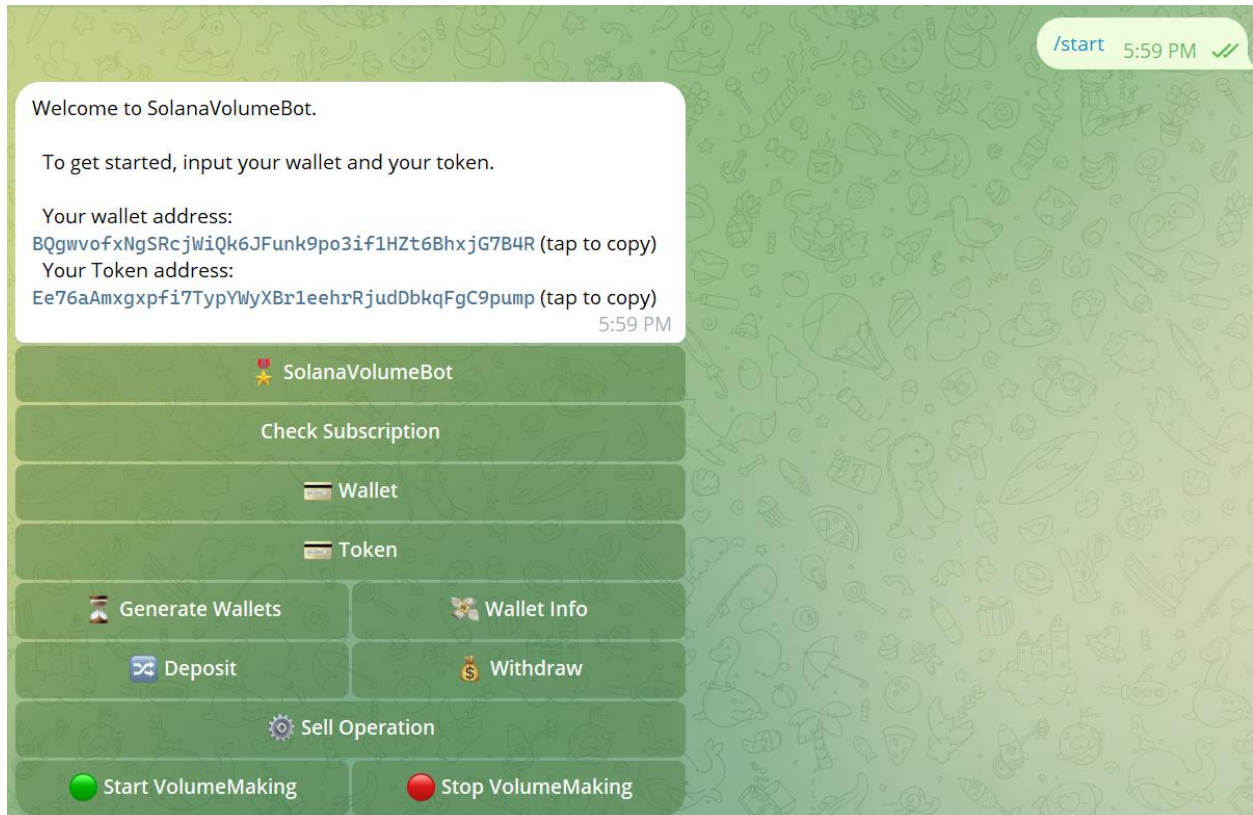 /start 5:59 PM
Welcome to SolanaVolumeBot.
To get started, input your wallet and your token.
Your wallet address:
BQgwvofxNgSRcjWiQk6JFunk9po3if1HZt6BhxjG7B4R (tap to copy)
Your Token address:
Ee76aAmxgxpfi7TypYWyXBr1eehrRjudDbkqFgC9pump (tap to copy)
5:59 PM
SolanaVolumeBot
Check Subscription
Wallet
Token
Generate Wallets
Wallet Info
Deposit
Withdraw
Sell Operation
Start VolumeMaking
Stop VolumeMaking